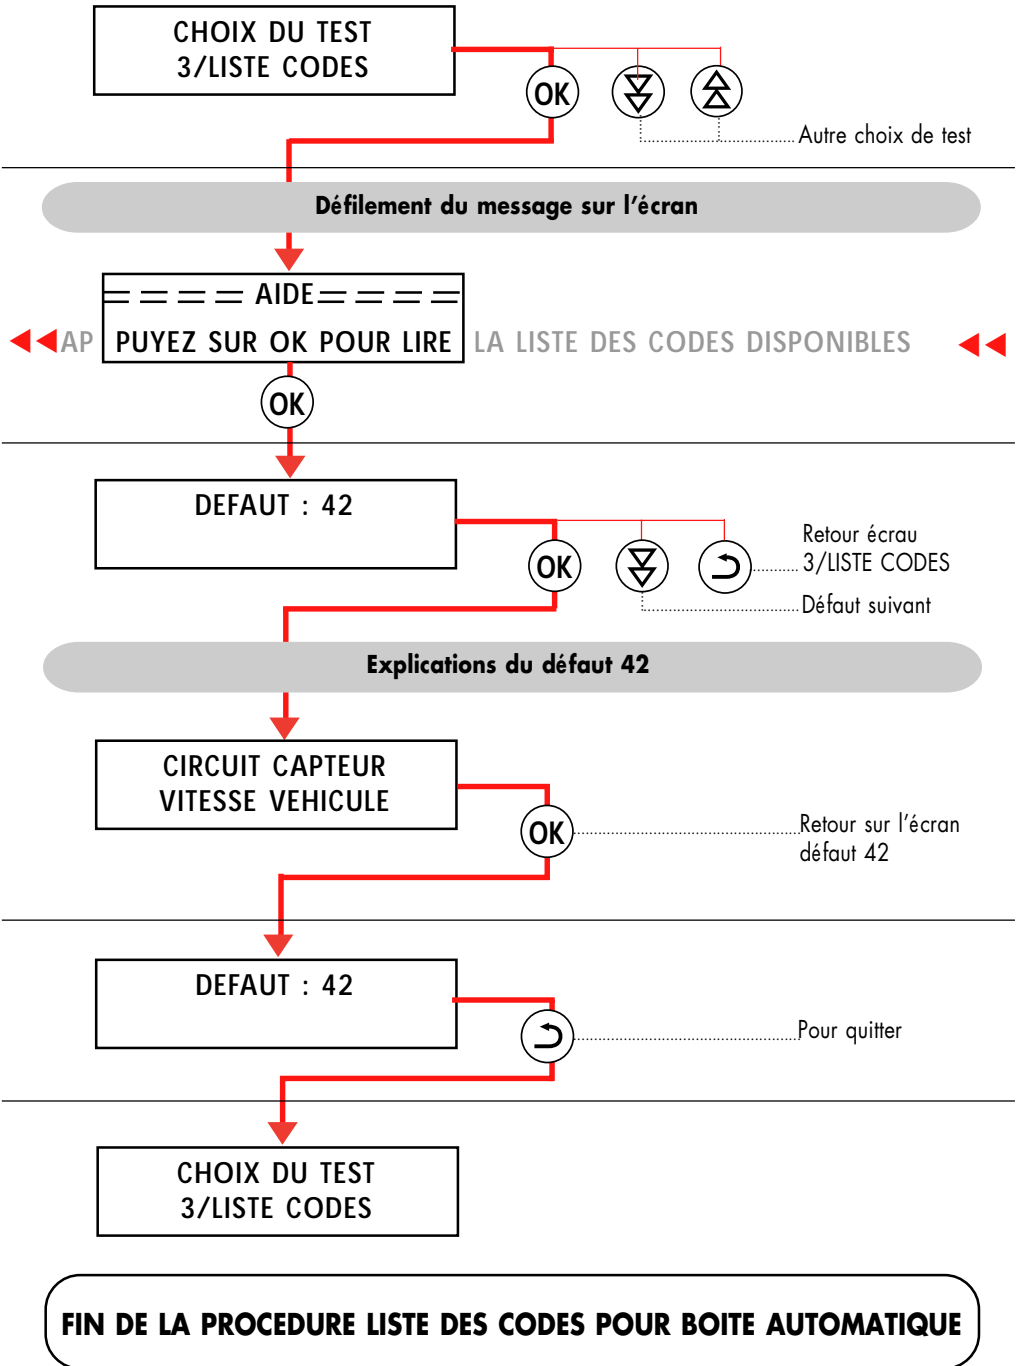 CHOIX DU TEST
3/LISTE CODES
OK
Autre choix de test
Défilement du message sur l'écran
==== AIDE ====
APPUYEZ SUR OK POUR LIRE LA LISTE DES CODES DISPONIBLES
OK
DEFAUT : 42
OK
Retour écrau
3/LISTE CODES
Défaut suivant
Explications du défaut 42
CIRCUIT CAPTEUR
VITESSE VEHICULE
OK
Retour sur l'écran
défaut 42
DEFAUT : 42
Pour quitter
CHOIX DU TEST
3/LISTE CODES
FIN DE LA PROCEDURE LISTE DES CODES POUR BOITE AUTOMATIQUE